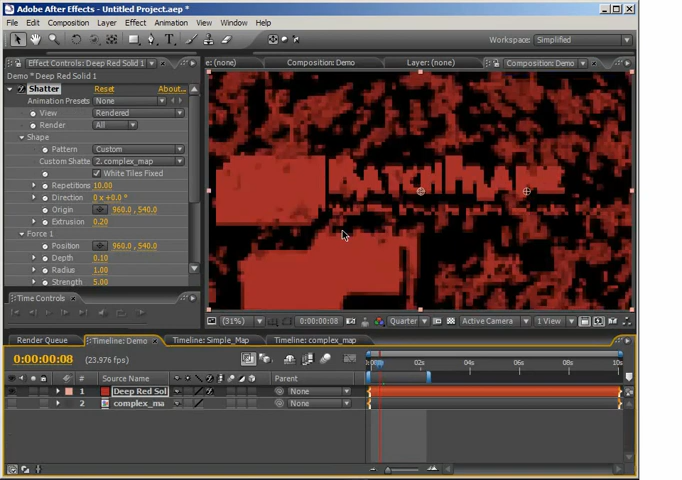 Adobe After Effects - Untitled Project.aep *
File Edit Composition Layer Effect Animation View Window Help
Workspace: Simplified
Effect Controls: Deep Red Solid 1
e: (none) Composition: Demo Layer: (none) Composition: Demo
Demo * Deep Red Solid 1
Shatter Reset About...
Animation Presets None
View Rendered
Render All
Shape
Pattern Custom
Custom Shatte 2. complex_map
White Tiles Fixed
Repetitions 10.00
Direction 0 x +0.0 °
Origin 960.0 , 540.0
Extrusion 0.20
Force 1
Position 960.0 , 540.0
Depth 0.10
Radius 1.00
Strength 5.00
Time Controls
(31%) 0:00:00:08 Quarter Active Camera 1 View
Render Queue Timeline: Demo Timeline: Simple_Map Timeline: complex_map
0:00:00:08 (23.976 fps)
02s 04s 06s 08s 10s
# Source Name Parent
1 Deep Red Sol None
2 complex_ma None